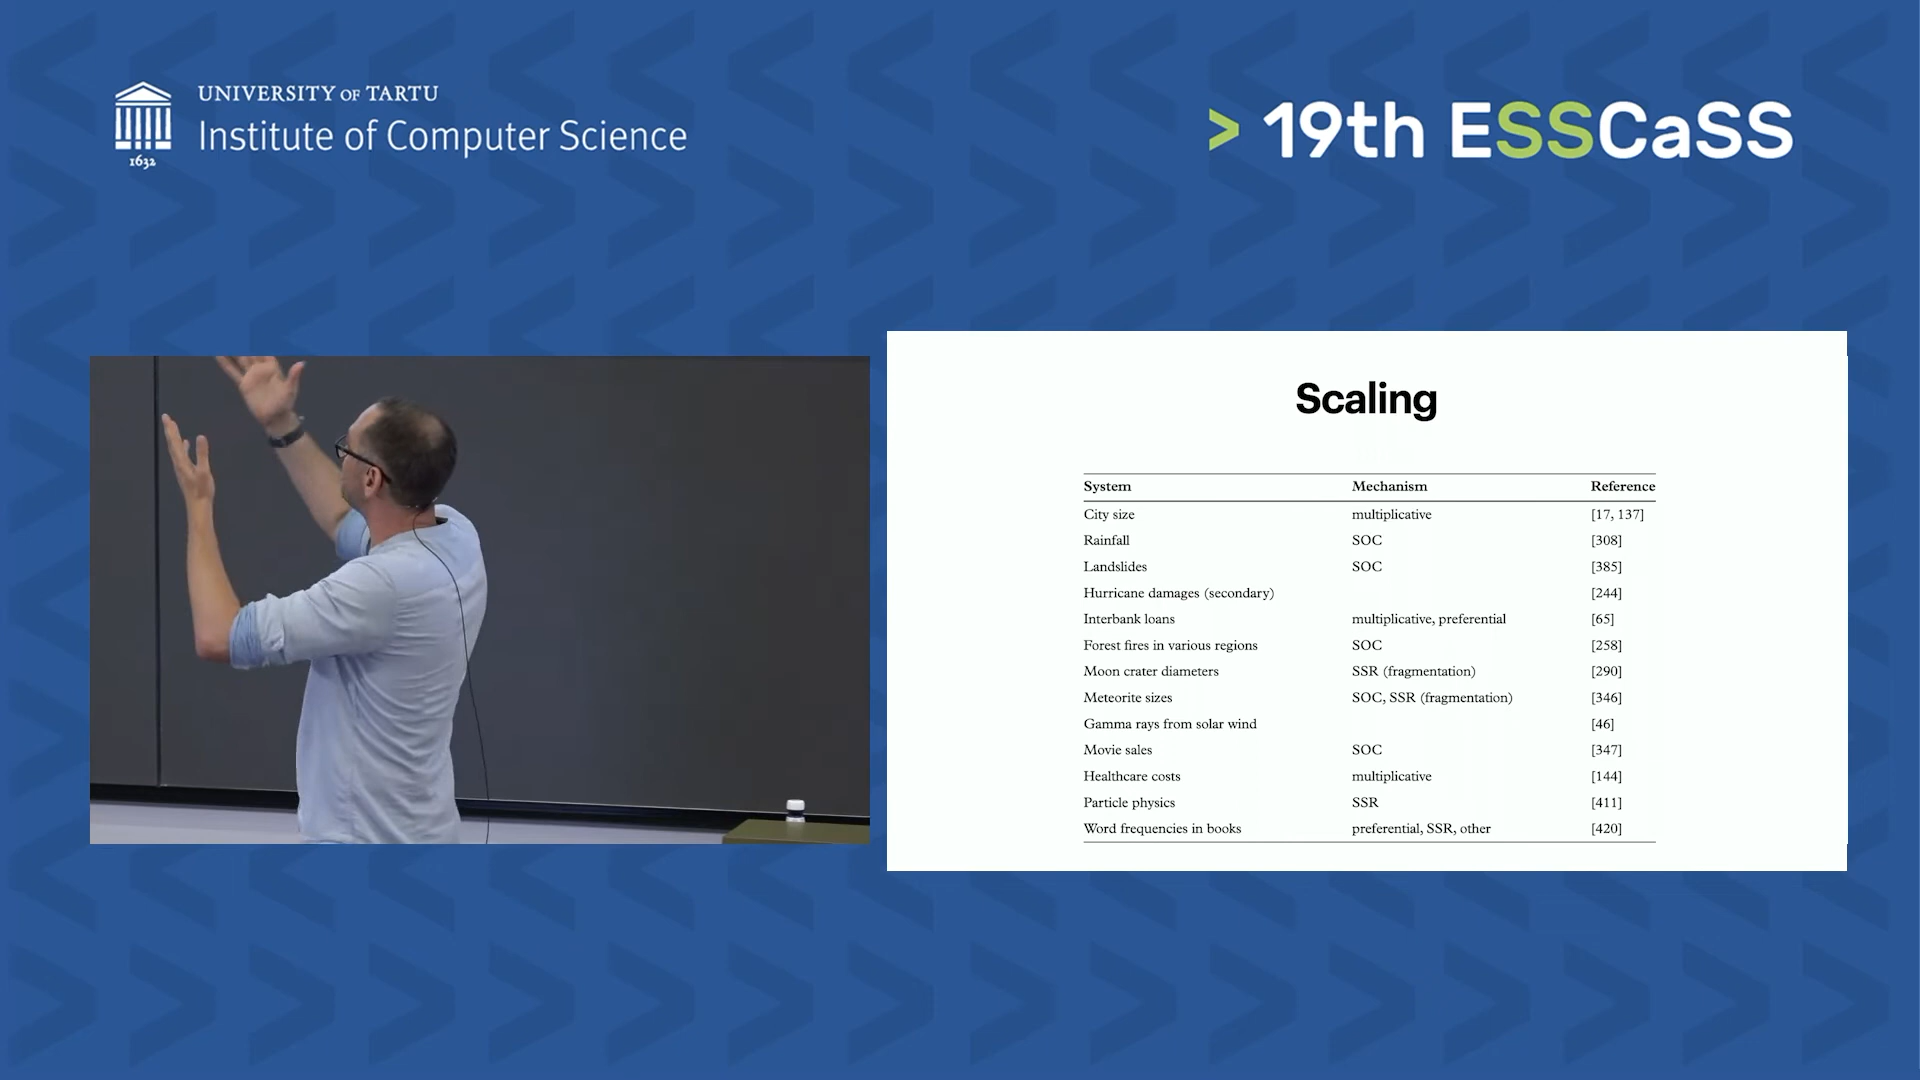 UNIVERSITY OF TARTU
Institute of Computer Science
1632
> 19th ESSCaSS
Scaling
System Mechanism Reference
City size multiplicative [17, 137]
Rainfall SOC [308]
Landslides SOC [385]
Hurricane damages (secondary) [244]
Interbank loans multiplicative, preferential [65]
Forest fires in various regions SOC [258]
Moon crater diameters SSR (fragmentation) [290]
Meteorite sizes SOC, SSR (fragmentation) [346]
Gamma rays from solar wind [46]
Movie sales SOC [347]
Healthcare costs multiplicative [144]
Particle physics SSR [411]
Word frequencies in books preferential, SSR, other [420]